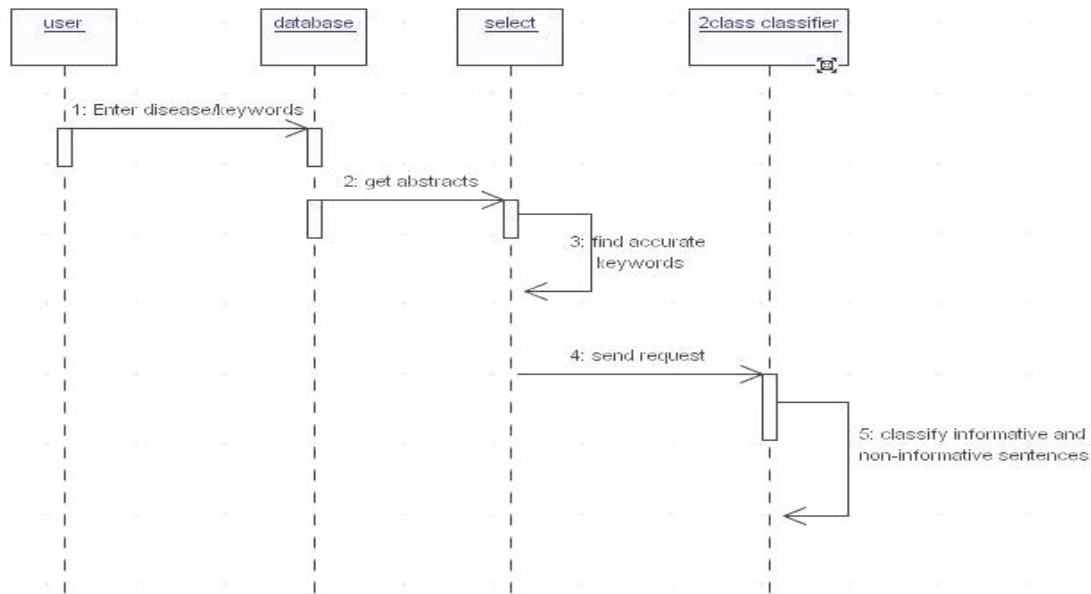 user
database
select
2class classifier
1: Enter disease/keywords
2: get abstracts
3: find accurate
keywords
4: send request
5: classify informative and
non-informative sentences